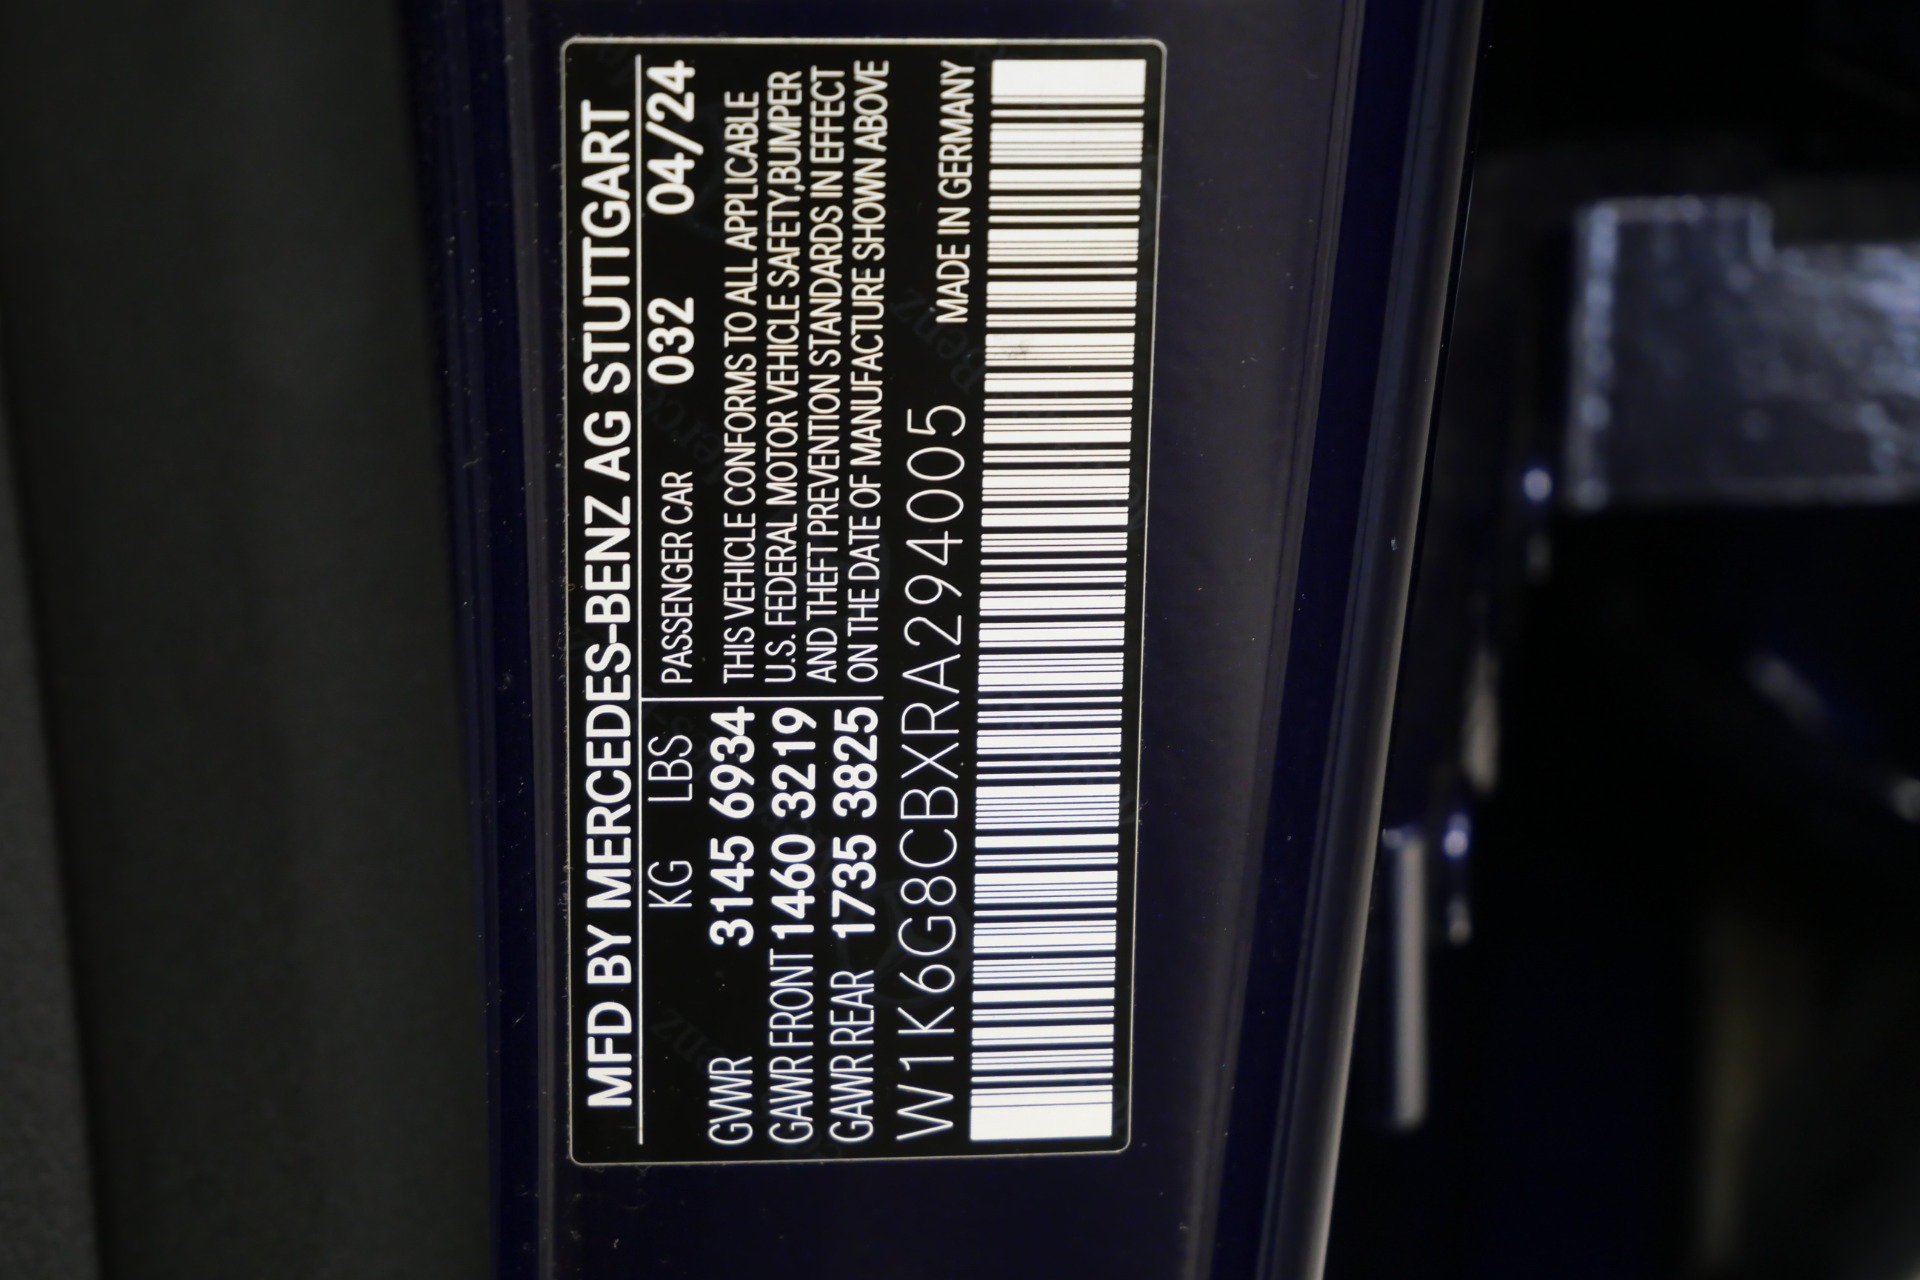 MFD BY MERCEDES-BENZ AG STUTTGART
KG LBS PASSENGER CAR 032 04/24
GVWR 3145 6934 THIS VEHICLE CONFORMS TO ALL APPLICABLE
GAWR FRONT 1460 3219 U.S. FEDERAL MOTOR VEHICLE SAFETY,BUMPER
AND THEFT PREVENTION STANDARDS IN EFFECT
GAWR REAR 1735 3825 ON THE DATE OF MANUFACTURE SHOWN ABOVE
W1K6G8CBXRA294005 MADE IN GERMANY